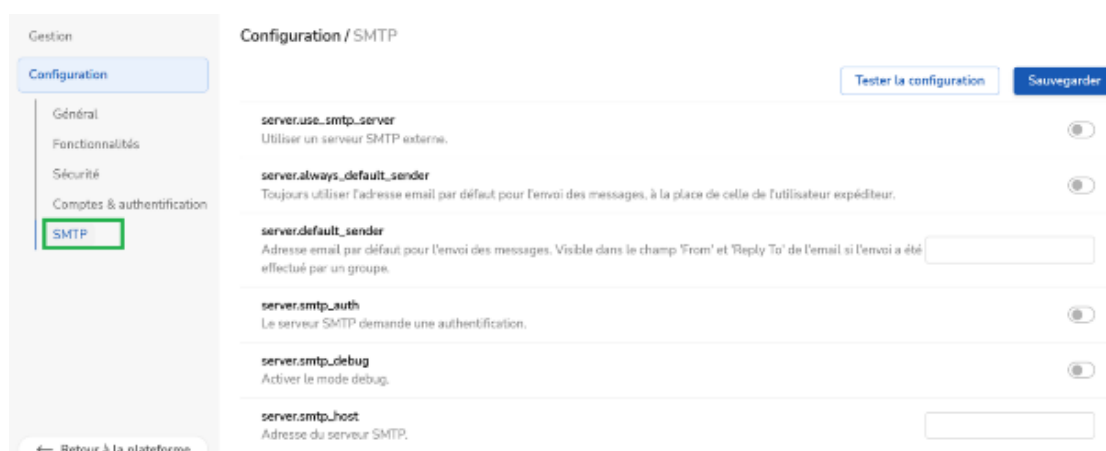 Gestion
Configuration
Général
Fonctionnalités
Sécurité
Comptes & authentification
SMTP
← Retour à la plateforme
Configuration / SMTP
Tester la configuration
Sauvegarder
server.use_smtp_server
Utiliser un serveur SMTP externe.
server.always_default_sender
Toujours utiliser l'adresse email par défaut pour l'envoi des messages, à la place de celle de l'utilisateur expéditeur.
server.default_sender
Adresse email par défaut pour l'envoi des messages. Visible dans le champ 'From' et 'Reply To' de l'email si l'envoi a été
effectué par un groupe.
server.smtp_auth
Le serveur SMTP demande une authentification.
server.smtp_debug
Activer le mode debug.
server.smtp_host
Adresse du serveur SMTP.